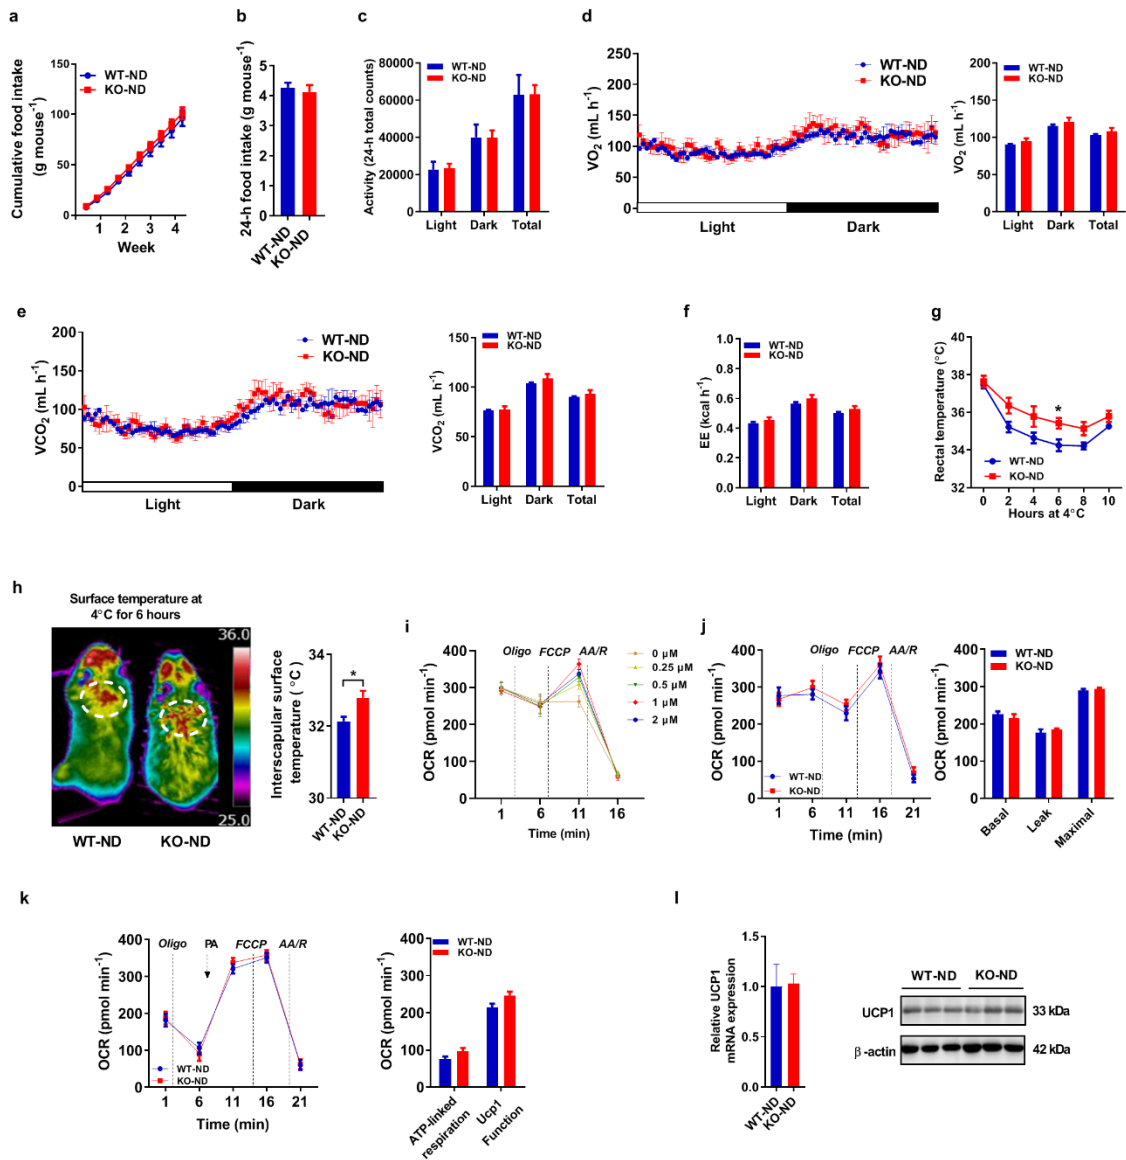 a
Cumulative food intake
(g mouse⁻¹)
150
100
50
0
WT-ND
KO-ND
1 2 3 4
Week
b
24-h food intake (g mouse⁻¹)
5
4
3
2
1
0
WT-ND
KO-ND
c
Activity (24-h total counts)
80000
60000
40000
20000
0
WT-ND
KO-ND
Light Dark Total
d
VO₂ (mL h⁻¹)
250
200
150
100
50
0
WT-ND
KO-ND
Light Dark
VO₂ (mL h⁻¹)
200
150
100
50
0
WT-ND
KO-ND
Light Dark Total
e
VCO₂ (mL h⁻¹)
200
150
100
50
0
WT-ND
KO-ND
Light Dark
VCO₂ (mL h⁻¹)
150
100
50
0
WT-ND
KO-ND
Light Dark Total
f
EE (kcal h⁻¹)
1.0
0.8
0.6
0.4
0.2
0.0
WT-ND
KO-ND
Light Dark Total
g
Rectal temperature (°C)
38
36
34
32
*
WT-ND
KO-ND
0 2 4 6 8 10
Hours at 4°C
h
Surface temperature at
4°C for 6 hours
36.0
25.0
WT-ND KO-ND
Interscapular surface
temperature (°C)
34
32
30
*
WT-ND
KO-ND
i
OCR (pmol min⁻¹)
400
300
200
100
0
Oligo FCCP AA/R
0 µM
0.25 µM
0.5 µM
1 µM
2 µM
1 6 11 16
Time (min)
j
OCR (pmol min⁻¹)
400
300
200
100
0
Oligo FCCP AA/R
WT-ND
KO-ND
1 6 11 16 21
Time (min)
OCR (pmol min⁻¹)
400
300
200
100
0
WT-ND
KO-ND
Basal
Leak
Maximal
k
OCR (pmol min⁻¹)
400
300
200
100
0
Oligo PA FCCP AA/R
WT-ND
KO-ND
1 6 11 16 21
Time (min)
OCR (pmol min⁻¹)
400
300
200
100
0
WT-ND
KO-ND
ATP-linked
respiration
Ucp1
Function
l
Relative UCP1
mRNA expression
1.5
1.0
0.5
0.0
WT-ND
KO-ND
WT-ND KO-ND
UCP1 33 kDa
β-actin 42 kDa